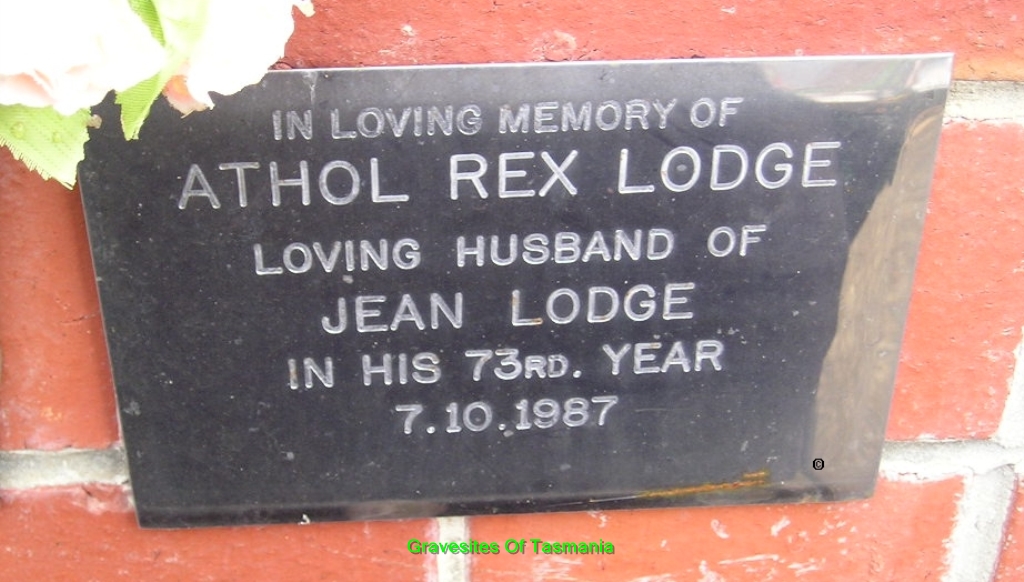 IN LOVING MEMORY OF
ATHOL REX LODGE
LOVING HUSBAND OF
JEAN LODGE
IN HIS 73RD. YEAR
7.10.1987
©
Gravesites Of Tasmania